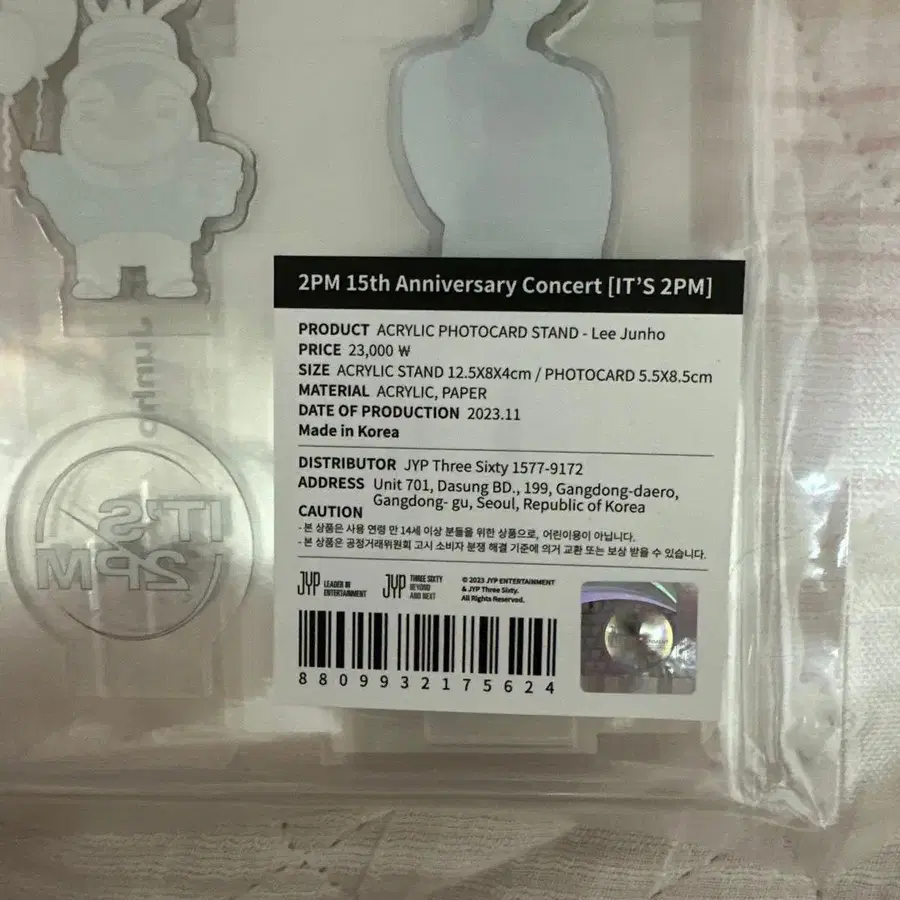 2PM 15th Anniversary Concert [IT'S 2PM]
PRODUCT ACRYLIC PHOTOCARD STAND - Lee Junho
PRICE 23,000 ₩
SIZE ACRYLIC STAND 12.5X8X4cm / PHOTOCARD 5.5X8.5cm
MATERIAL ACRYLIC, PAPER
DATE OF PRODUCTION 2023.11
Made in Korea
DISTRIBUTOR JYP Three Sixty 1577-9172
ADDRESS Unit 701, Dasung BD., 199, Gangdong-daero,
Gangdong- gu, Seoul, Republic of Korea
CAUTION
- 본 상품은 사용 연령 만 14세 이상 분들을 위한 상품으로, 어린이용이 아닙니다.
- 본 상품은 공정거래위원회 고시 소비자 분쟁 해결 기준에 의거 교환 또는 보상 받을 수 있습니다.
JYP LEADER IN
ENTERTAINMENT
JYP THREE SIXTY
BEYOND
AND NEXT
© 2023 JYP ENTERTAINMENT
& JYP Three Sixty.
All Rights Reserved.
8809932175624
Junho
IT'S
2PM